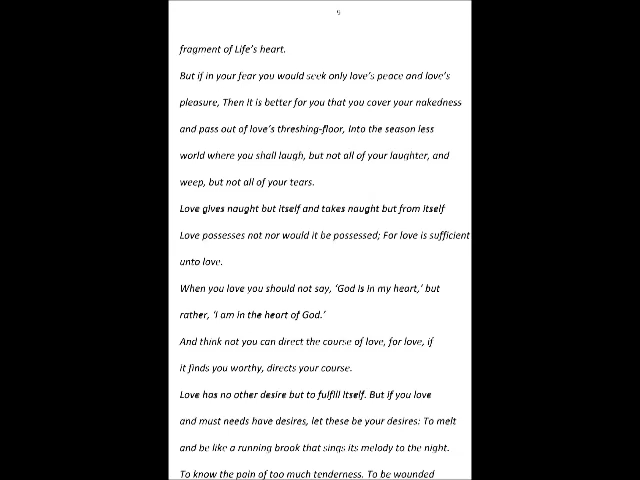 9
fragment of Life's heart.
But if in your fear you would seek only love's peace and love's
pleasure, Then it is better for you that you cover your nakedness
and pass out of love's threshing-floor, Into the season less
world where you shall laugh, but not all of your laughter, and
weep, but not all of your tears.
Love gives naught but itself and takes naught but from itself
Love possesses not nor would it be possessed; For love is sufficient
unto love.
When you love you should not say, 'God is in my heart,' but
rather, 'I am in the heart of God.'
And think not you can direct the course of love, for love, if
it finds you worthy, directs your course.
Love has no other desire but to fulfill itself. But if you love
and must needs have desires, let these be your desires: To melt
and be like a running brook that sings its melody to the night.
To know the pain of too much tenderness. To be wounded